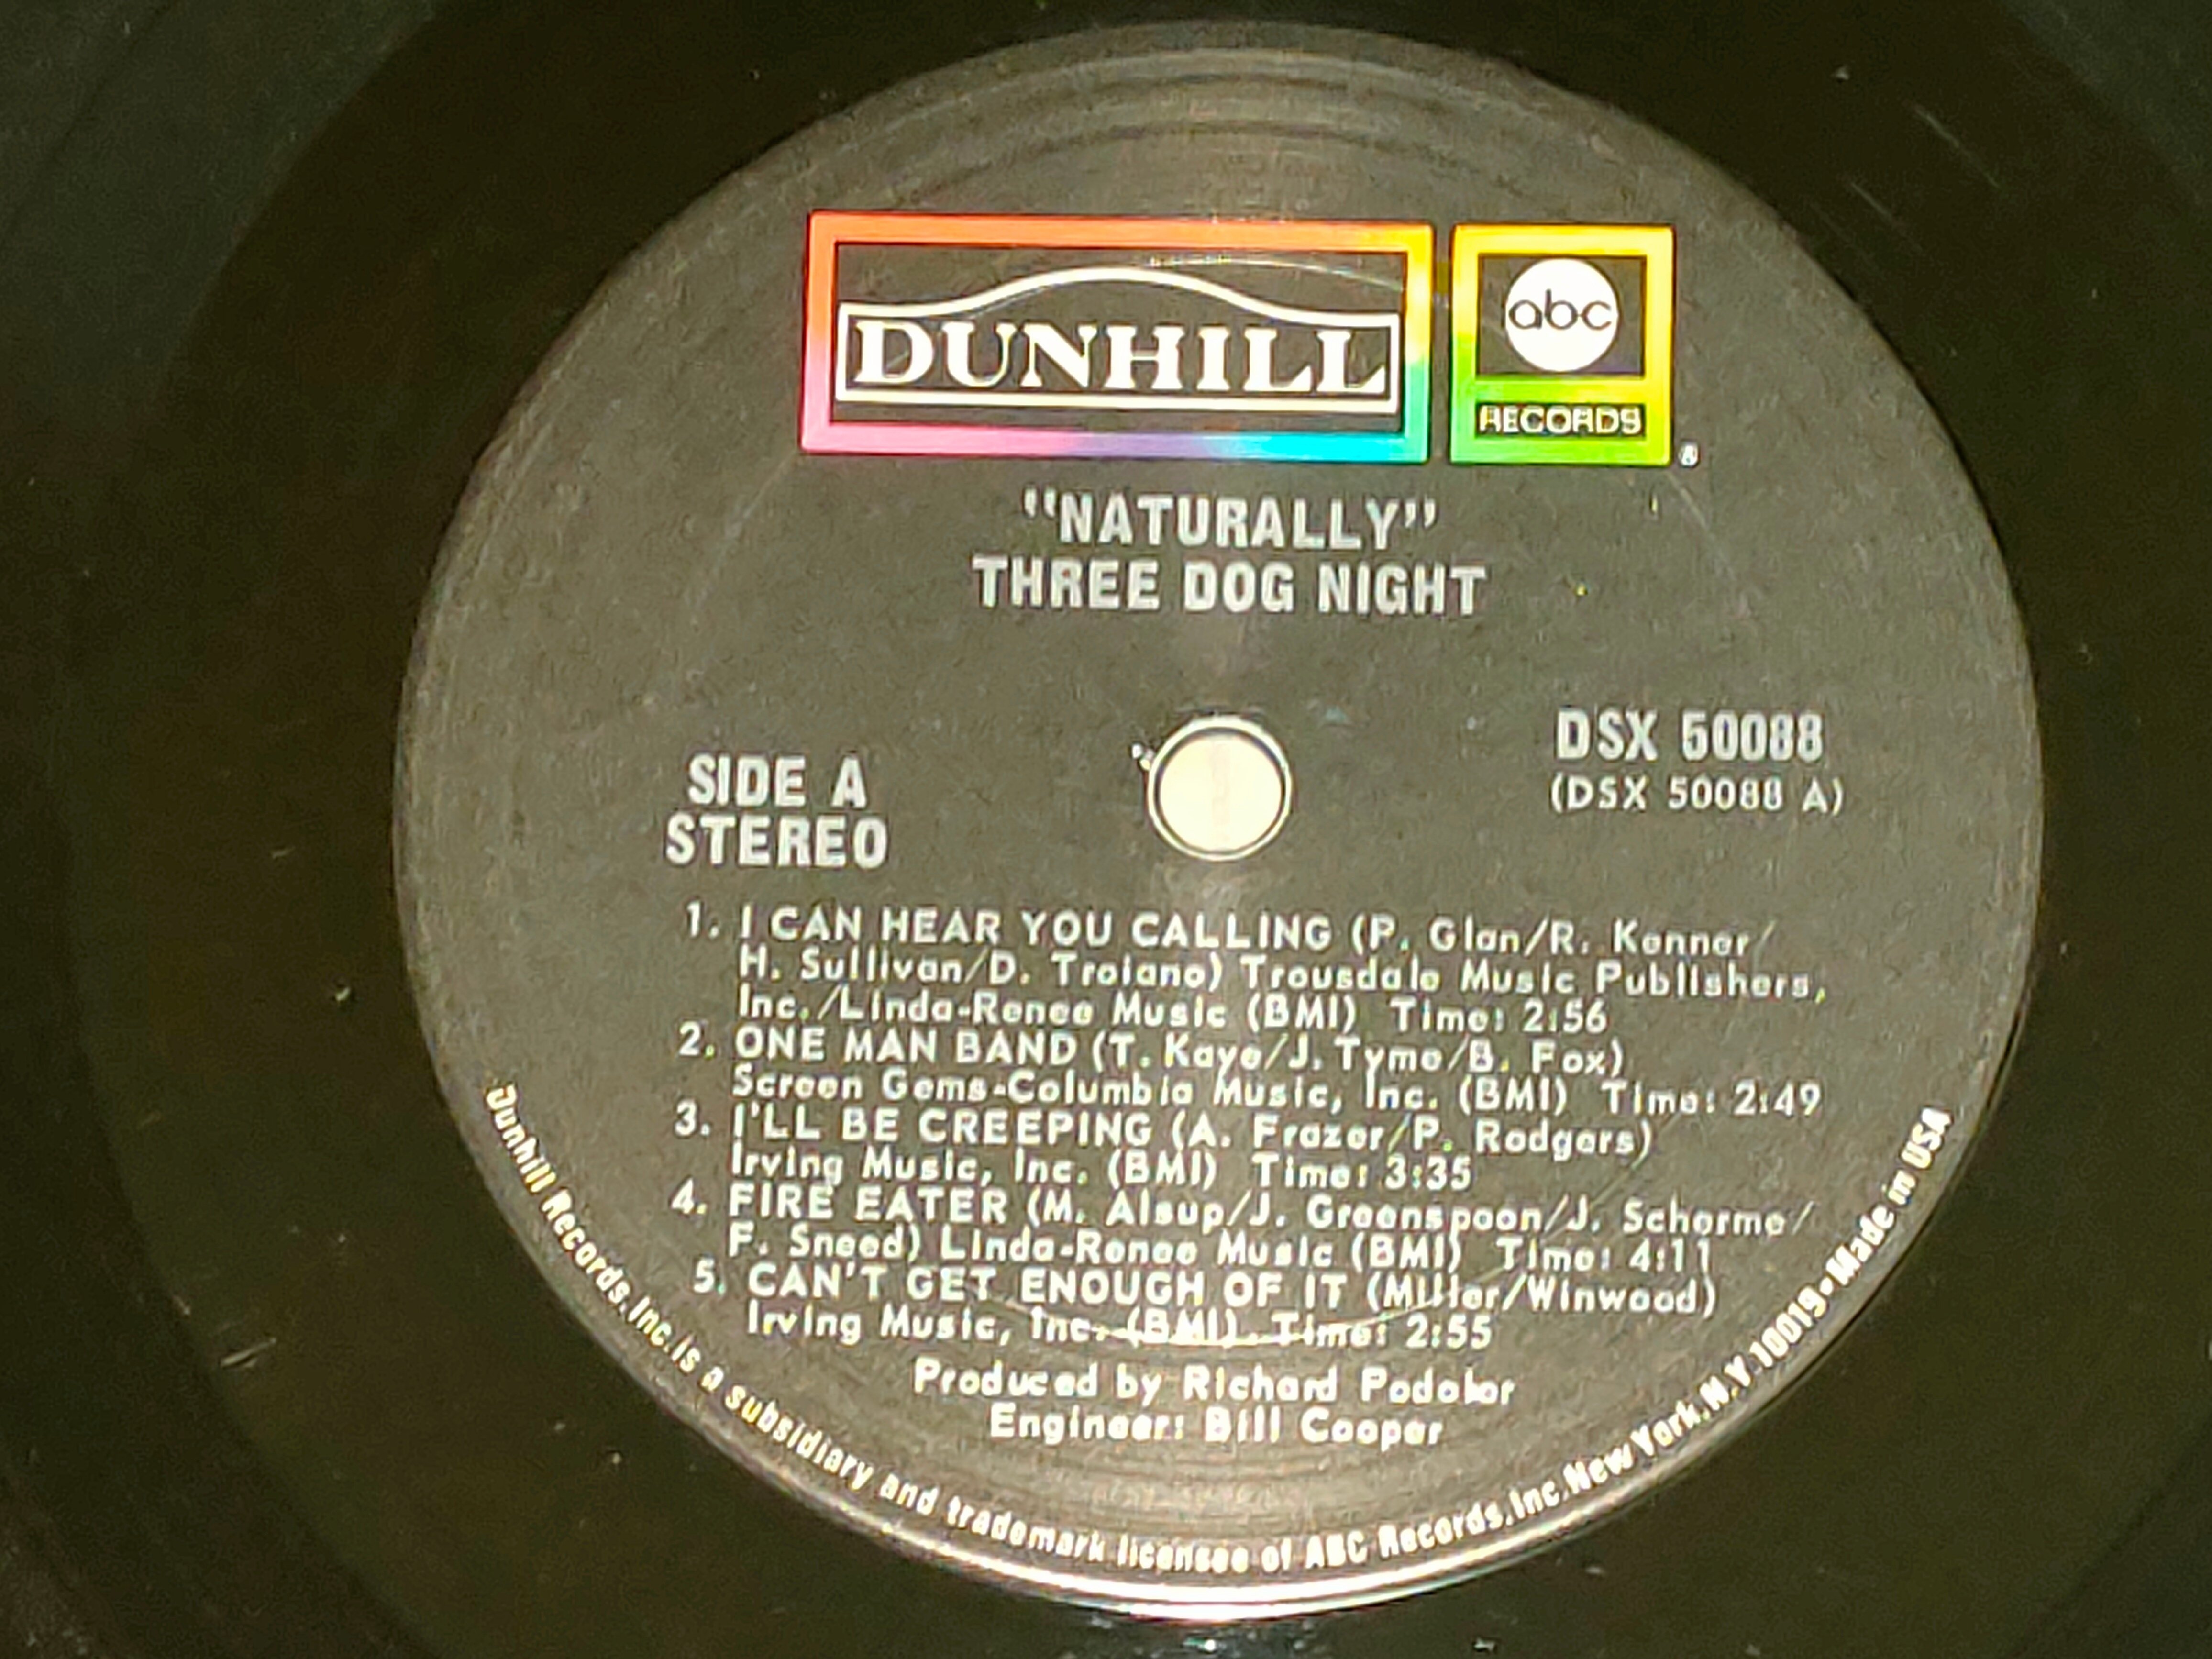 DUNHILL
abc
RECORDS
®
"NATURALLY"
THREE DOG NIGHT
SIDE A
STEREO
DSX 50088
(DSX 50088 A)
1. I CAN HEAR YOU CALLING (P. Glan/R. Kenner/
H. Sullivan/D. Troiano) Trousdale Music Publishers,
Inc./Linda-Renee Music (BMI) Time: 2:56
2. ONE MAN BAND (T. Kaye/J. Tyme/B. Fox)
Screen Gems-Columbia Music, Inc. (BMI) Time: 2:49
3. I'LL BE CREEPING (A. Frazer/P. Rodgers)
Irving Music, Inc. (BMI) Time: 3:35
4. FIRE EATER (M. Alsup/J. Greenspoon/J. Scherme/
F. Sneed) Linda-Renee Music (BMI) Time: 4:11
5. CAN'T GET ENOUGH OF IT (Miller/Winwood)
Irving Music, Inc. (BMI) Time: 2:55
Produced by Richard Podolor
Engineer: Bill Cooper
Dunhill Records, Inc. is a subsidiary and trademark licensee of ABC Records, Inc. New York, N.Y. 10019 • Made in USA